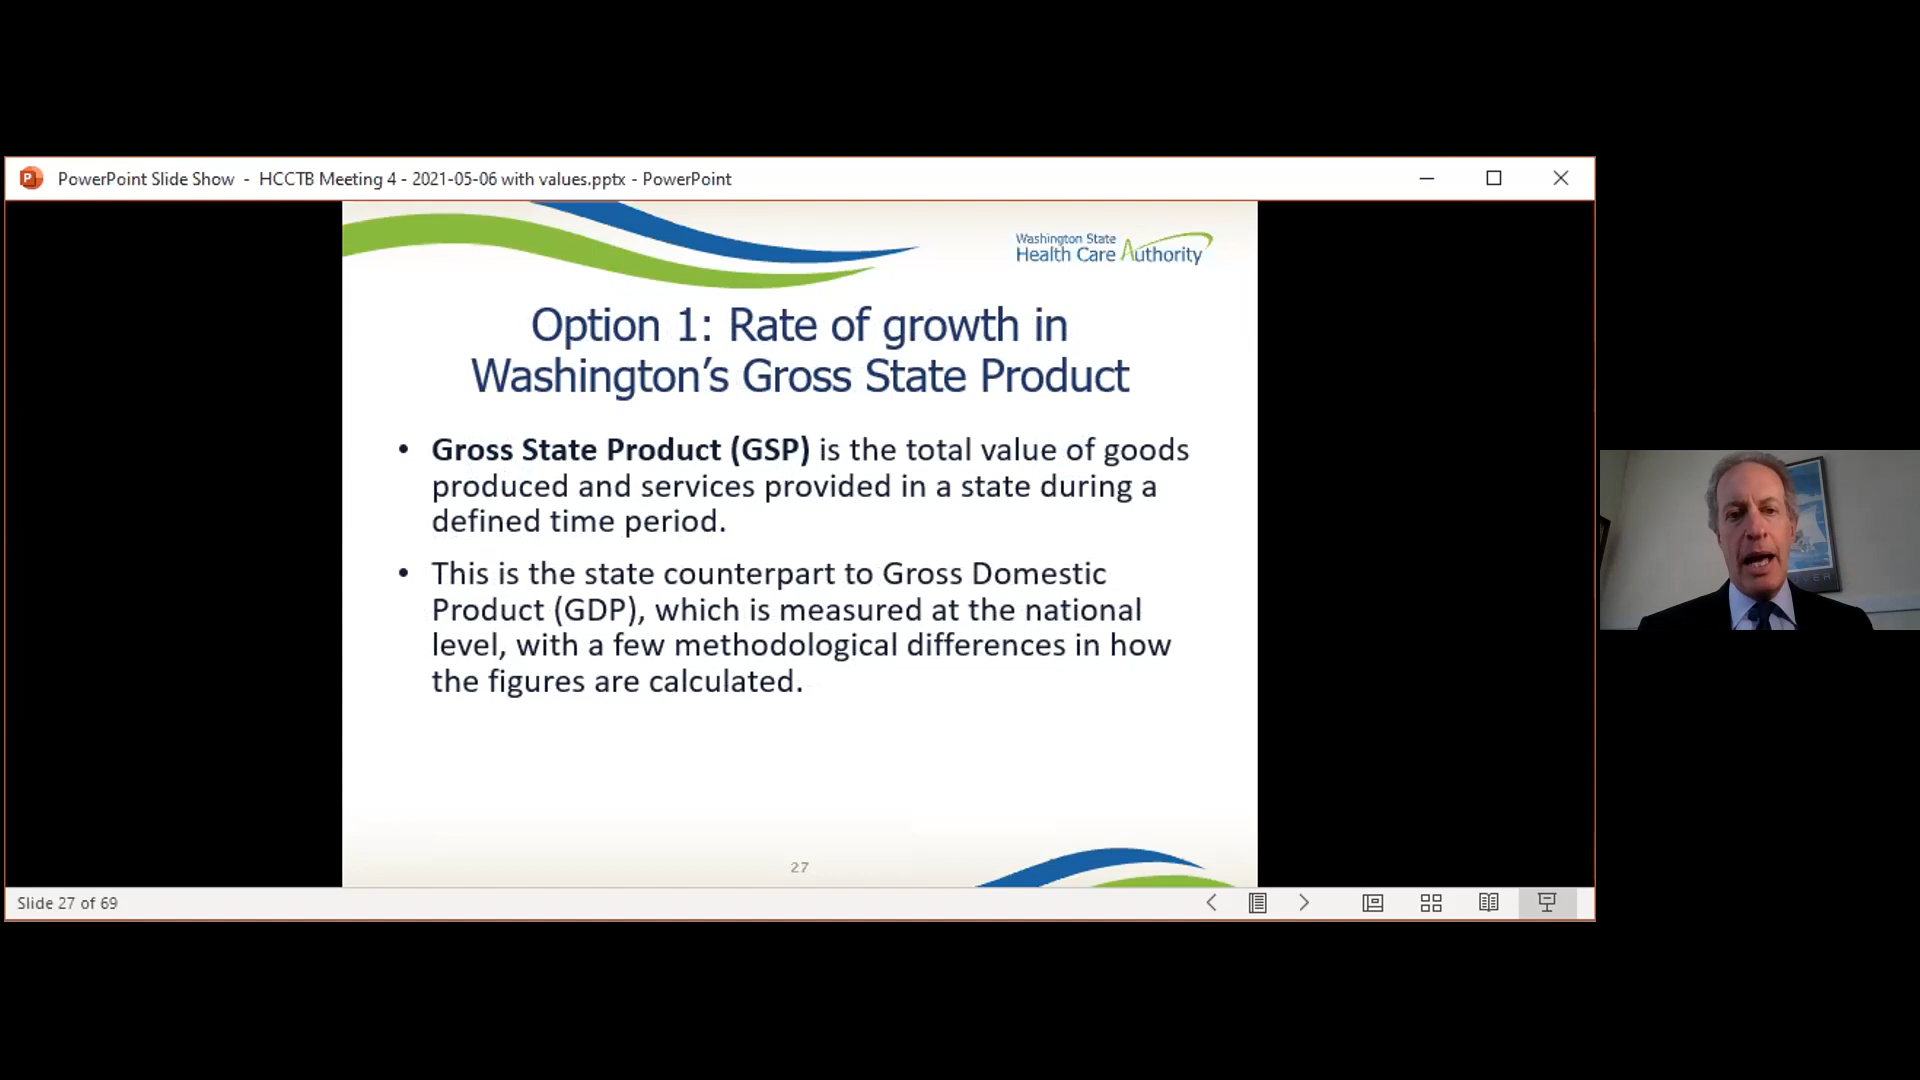 PowerPoint Slide Show - HCCTB Meeting 4 - 2021-05-06 with values.pptx - PowerPoint
Washington State
Health Care Authority
Option 1: Rate of growth in
Washington’s Gross State Product
• Gross State Product (GSP) is the total value of goods
produced and services provided in a state during a
defined time period.
• This is the state counterpart to Gross Domestic
Product (GDP), which is measured at the national
level, with a few methodological differences in how
the figures are calculated.
27
Slide 27 of 69